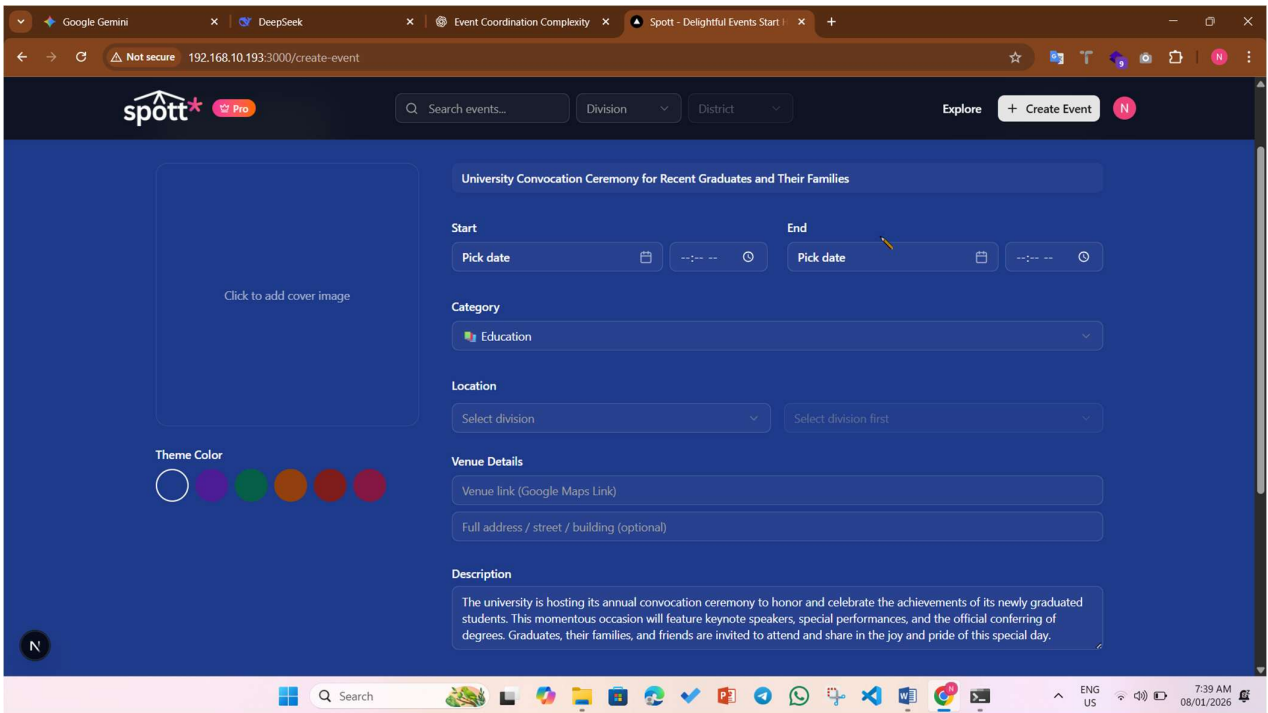 Google Gemini
DeepSeek
Event Coordination Complexity
Spott - Delightful Events Start H
Not secure 192.168.10.193:3000/create-event
9
N
spott* Pro
Search events...
Division
District
Explore
+ Create Event
N
University Convocation Ceremony for Recent Graduates and Their Families
Start
End
Pick date
--:-- --
Pick date
--:-- --
Click to add cover image
Category
Education
Location
Select division
Select division first
Theme Color
Venue Details
Venue link (Google Maps Link)
Full address / street / building (optional)
Description
The university is hosting its annual convocation ceremony to honor and celebrate the achievements of its newly graduated
students. This momentous occasion will feature keynote speakers, special performances, and the official conferring of
degrees. Graduates, their families, and friends are invited to attend and share in the joy and pride of this special day.
N
Search
ENG
US
7:39 AM
08/01/2026